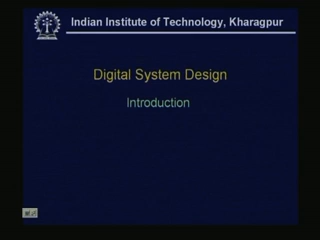 Indian Institute of Technology, Kharagpur
Digital System Design
Introduction